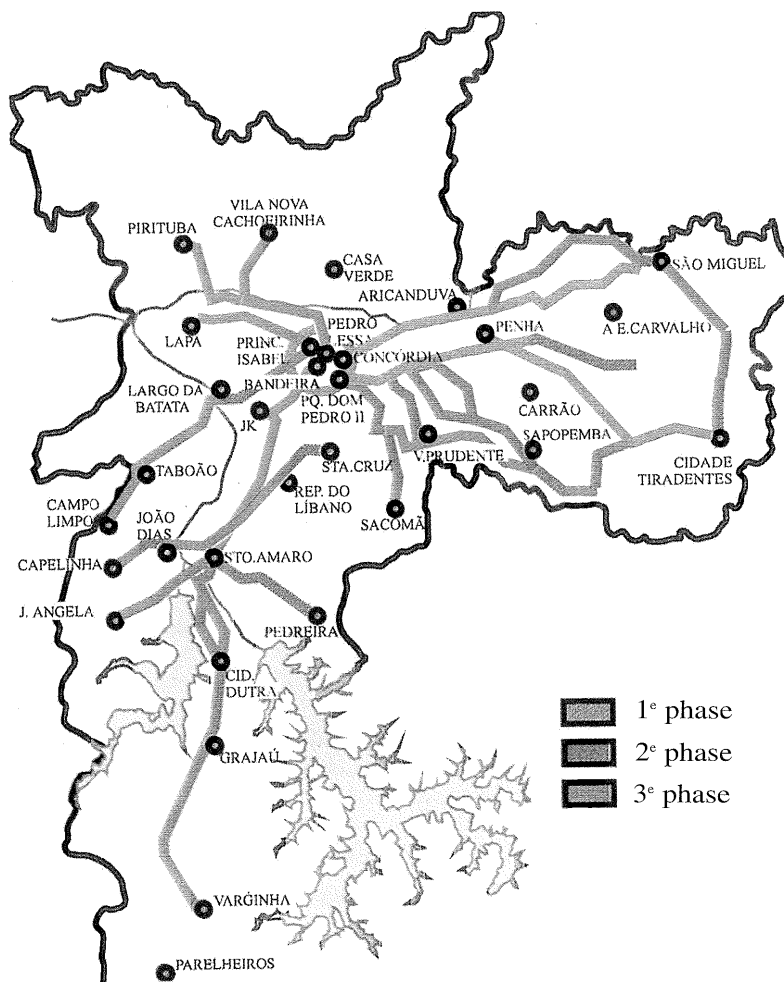 VILA NOVA
CACHOEIRINHA
PIRITUBA
CASA
VERDE
SÃO MIGUEL
ARICANDUVA
LAPA
PRINC.
ISABEL
PEDRO
ESSA
CONCÓRDIA
PENHA
A E.CARVALHO
BANDEIRA
LARGO DA
BATATA
PQ. DOM
PEDRO II
JK
CARRÃO
SAPOPEMBA
V.PRUDENTE
STA.CRUZ
CIDADE
TIRADENTES
TABOÃO
REP. DO
LÍBANO
CAMPO
LIMPO
JOÃO
DIAS
SACOMÃ
CAPELINHA
STO.AMARO
J. ANGELA
PEDREIRA
CID.
DUTRA
GRAJAÚ
1e phase
2e phase
3e phase
VARGINHA
PARELHEIROS